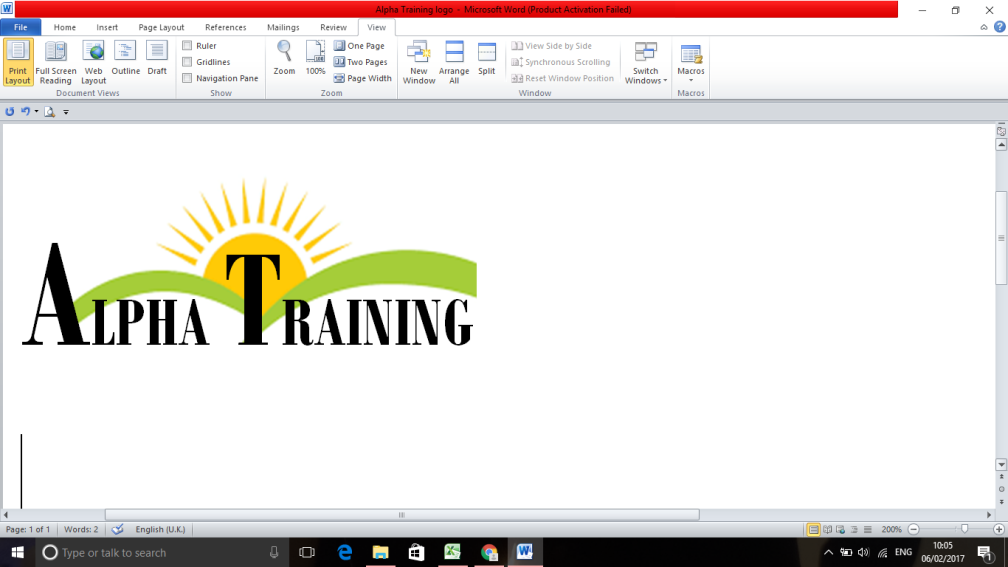 Alpha Training logo - Microsoft Word (Product Activation Failed)
File Home Insert Page Layout References Mailings Review View
Print Layout
Full Screen Reading
Web Layout
Outline
Draft
Document Views
Ruler
Gridlines
Navigation Pane
Show
Zoom
100%
One Page
Two Pages
Page Width
Zoom
New Window
Arrange All
Split
View Side by Side
Synchronous Scrolling
Reset Window Position
Window
Switch Windows
Macros
Macros
ALPHA TRAINING
Page: 1 of 1 Words: 2 English (U.K.) 200%
Type or talk to search
ENG
10:05
06/02/2017
1